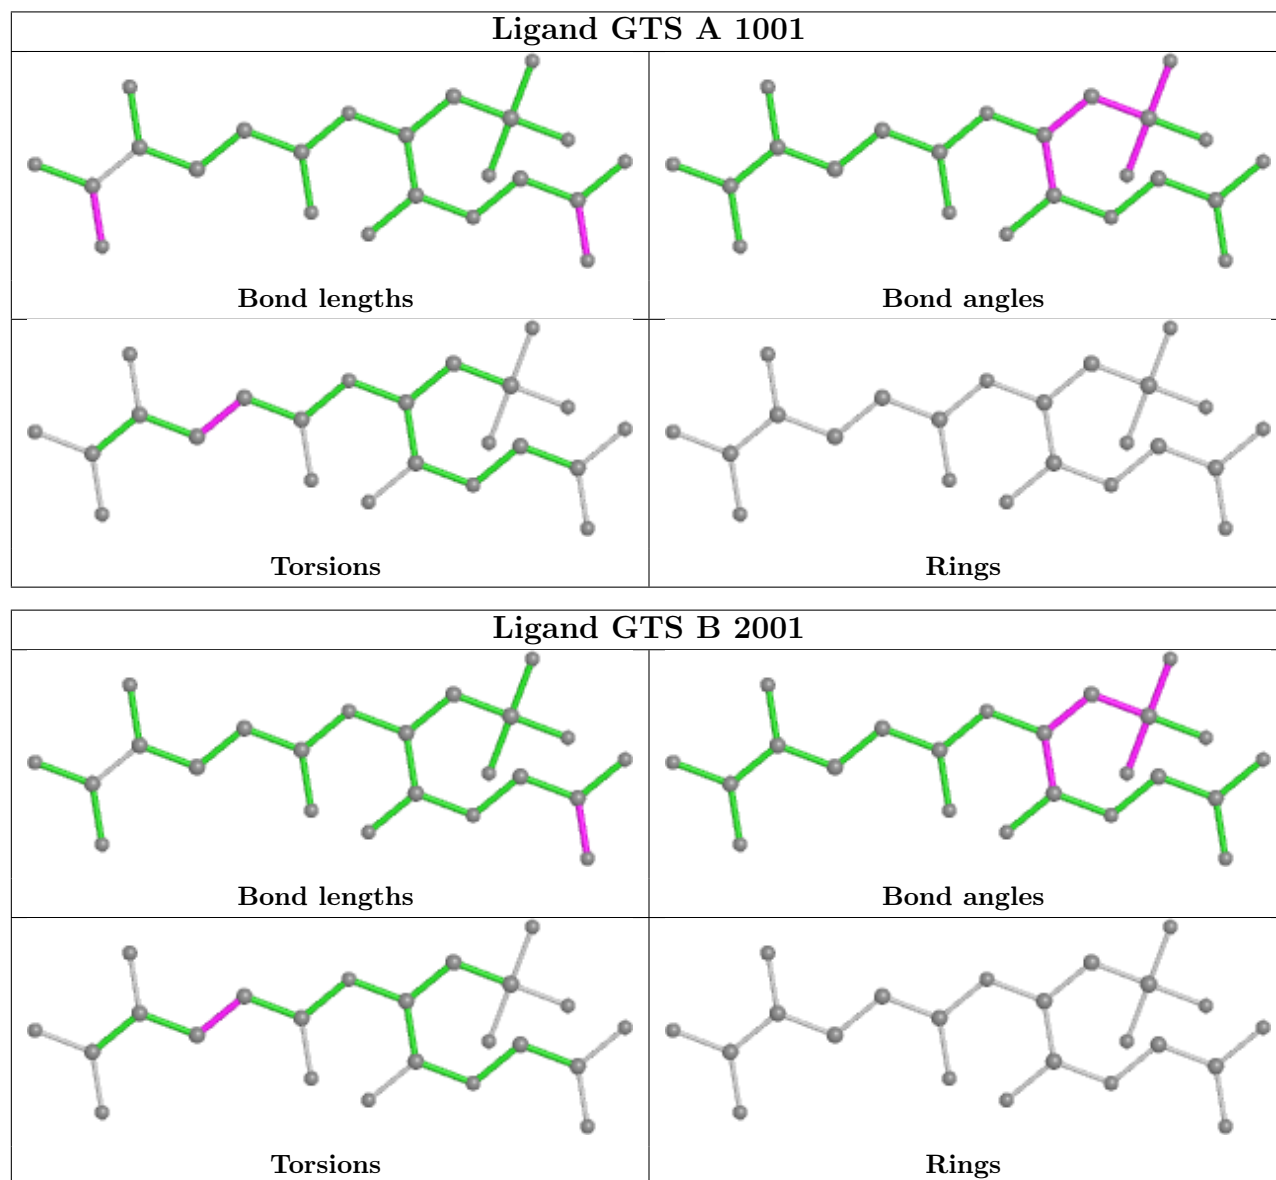 Ligand GTS A 1001
Bond lengths
Bond angles
Torsions
Rings
Ligand GTS B 2001
Bond lengths
Bond angles
Torsions
Rings